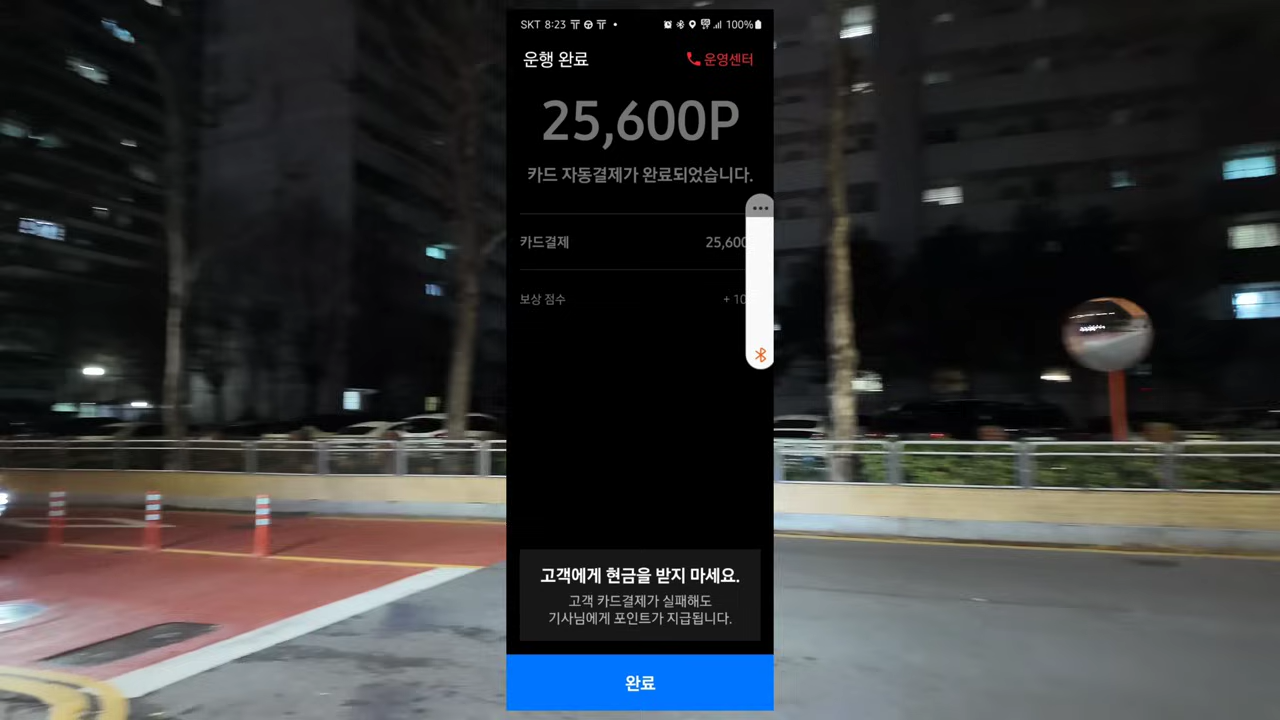 SKT 8:23
100%
운행 완료
운영센터
25,600P
카드 자동결제가 완료되었습니다.
카드결제 25,600
보상 점수 + 10
고객에게 현금을 받지 마세요.
고객 카드결제가 실패해도
기사님에게 포인트가 지급됩니다.
완료